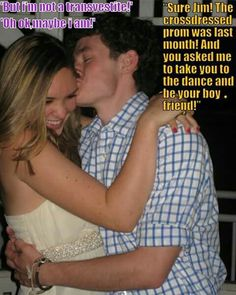 'But i'm not a transvestite!'
'Oh ok,maybe i am!'
"Sure Jim! The
crossdressed
prom was last
month! And
you asked me
to take you to
the dance and
be your boy .
friend!"